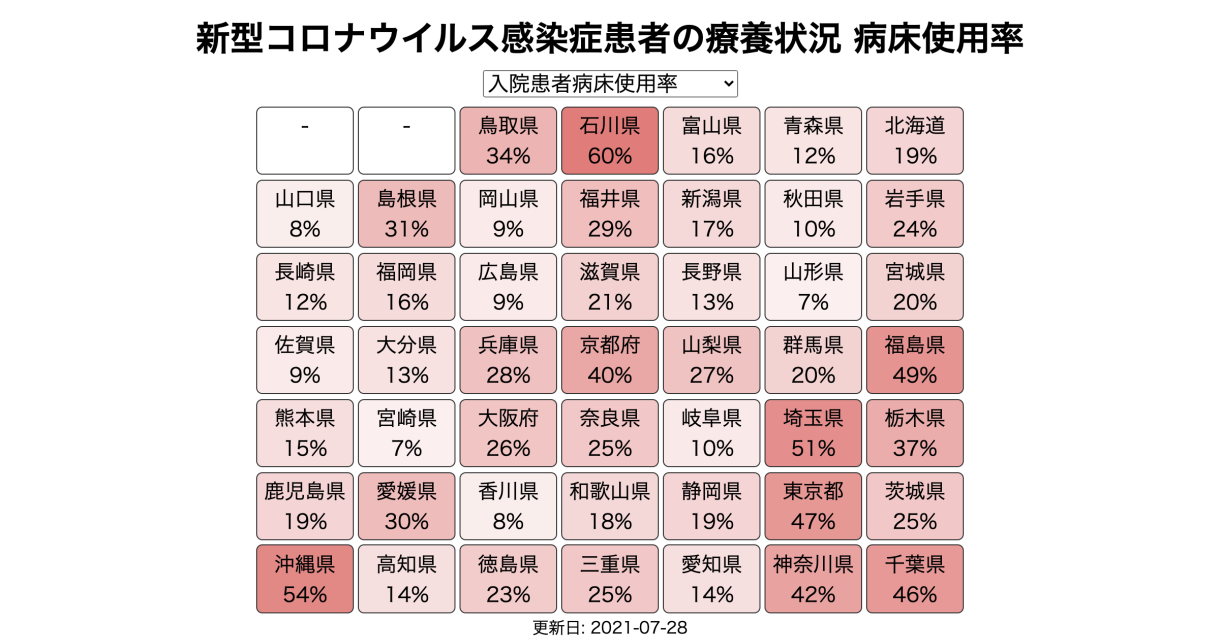 新型コロナウイルス感染症患者の療養状況 病床使用率
入院患者病床使用率
- - 鳥取県 石川県 富山県 青森県 北海道
34% 60% 16% 12% 19%
山口県 島根県 岡山県 福井県 新潟県 秋田県 岩手県
8% 31% 9% 29% 17% 10% 24%
長崎県 福岡県 広島県 滋賀県 長野県 山形県 宮城県
12% 16% 9% 21% 13% 7% 20%
佐賀県 大分県 兵庫県 京都府 山梨県 群馬県 福島県
9% 13% 28% 40% 27% 20% 49%
熊本県 宮崎県 大阪府 奈良県 岐阜県 埼玉県 栃木県
15% 7% 26% 25% 10% 51% 37%
鹿児島県 愛媛県 香川県 和歌山県 静岡県 東京都 茨城県
19% 30% 8% 18% 19% 47% 25%
沖縄県 高知県 徳島県 三重県 愛知県 神奈川県 千葉県
54% 14% 23% 25% 14% 42% 46%
更新日: 2021-07-28